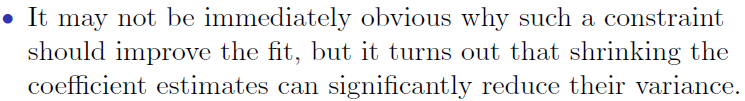 • It may not be immediately obvious why such a constraint
should improve the fit, but it turns out that shrinking the
coefficient estimates can significantly reduce their variance.